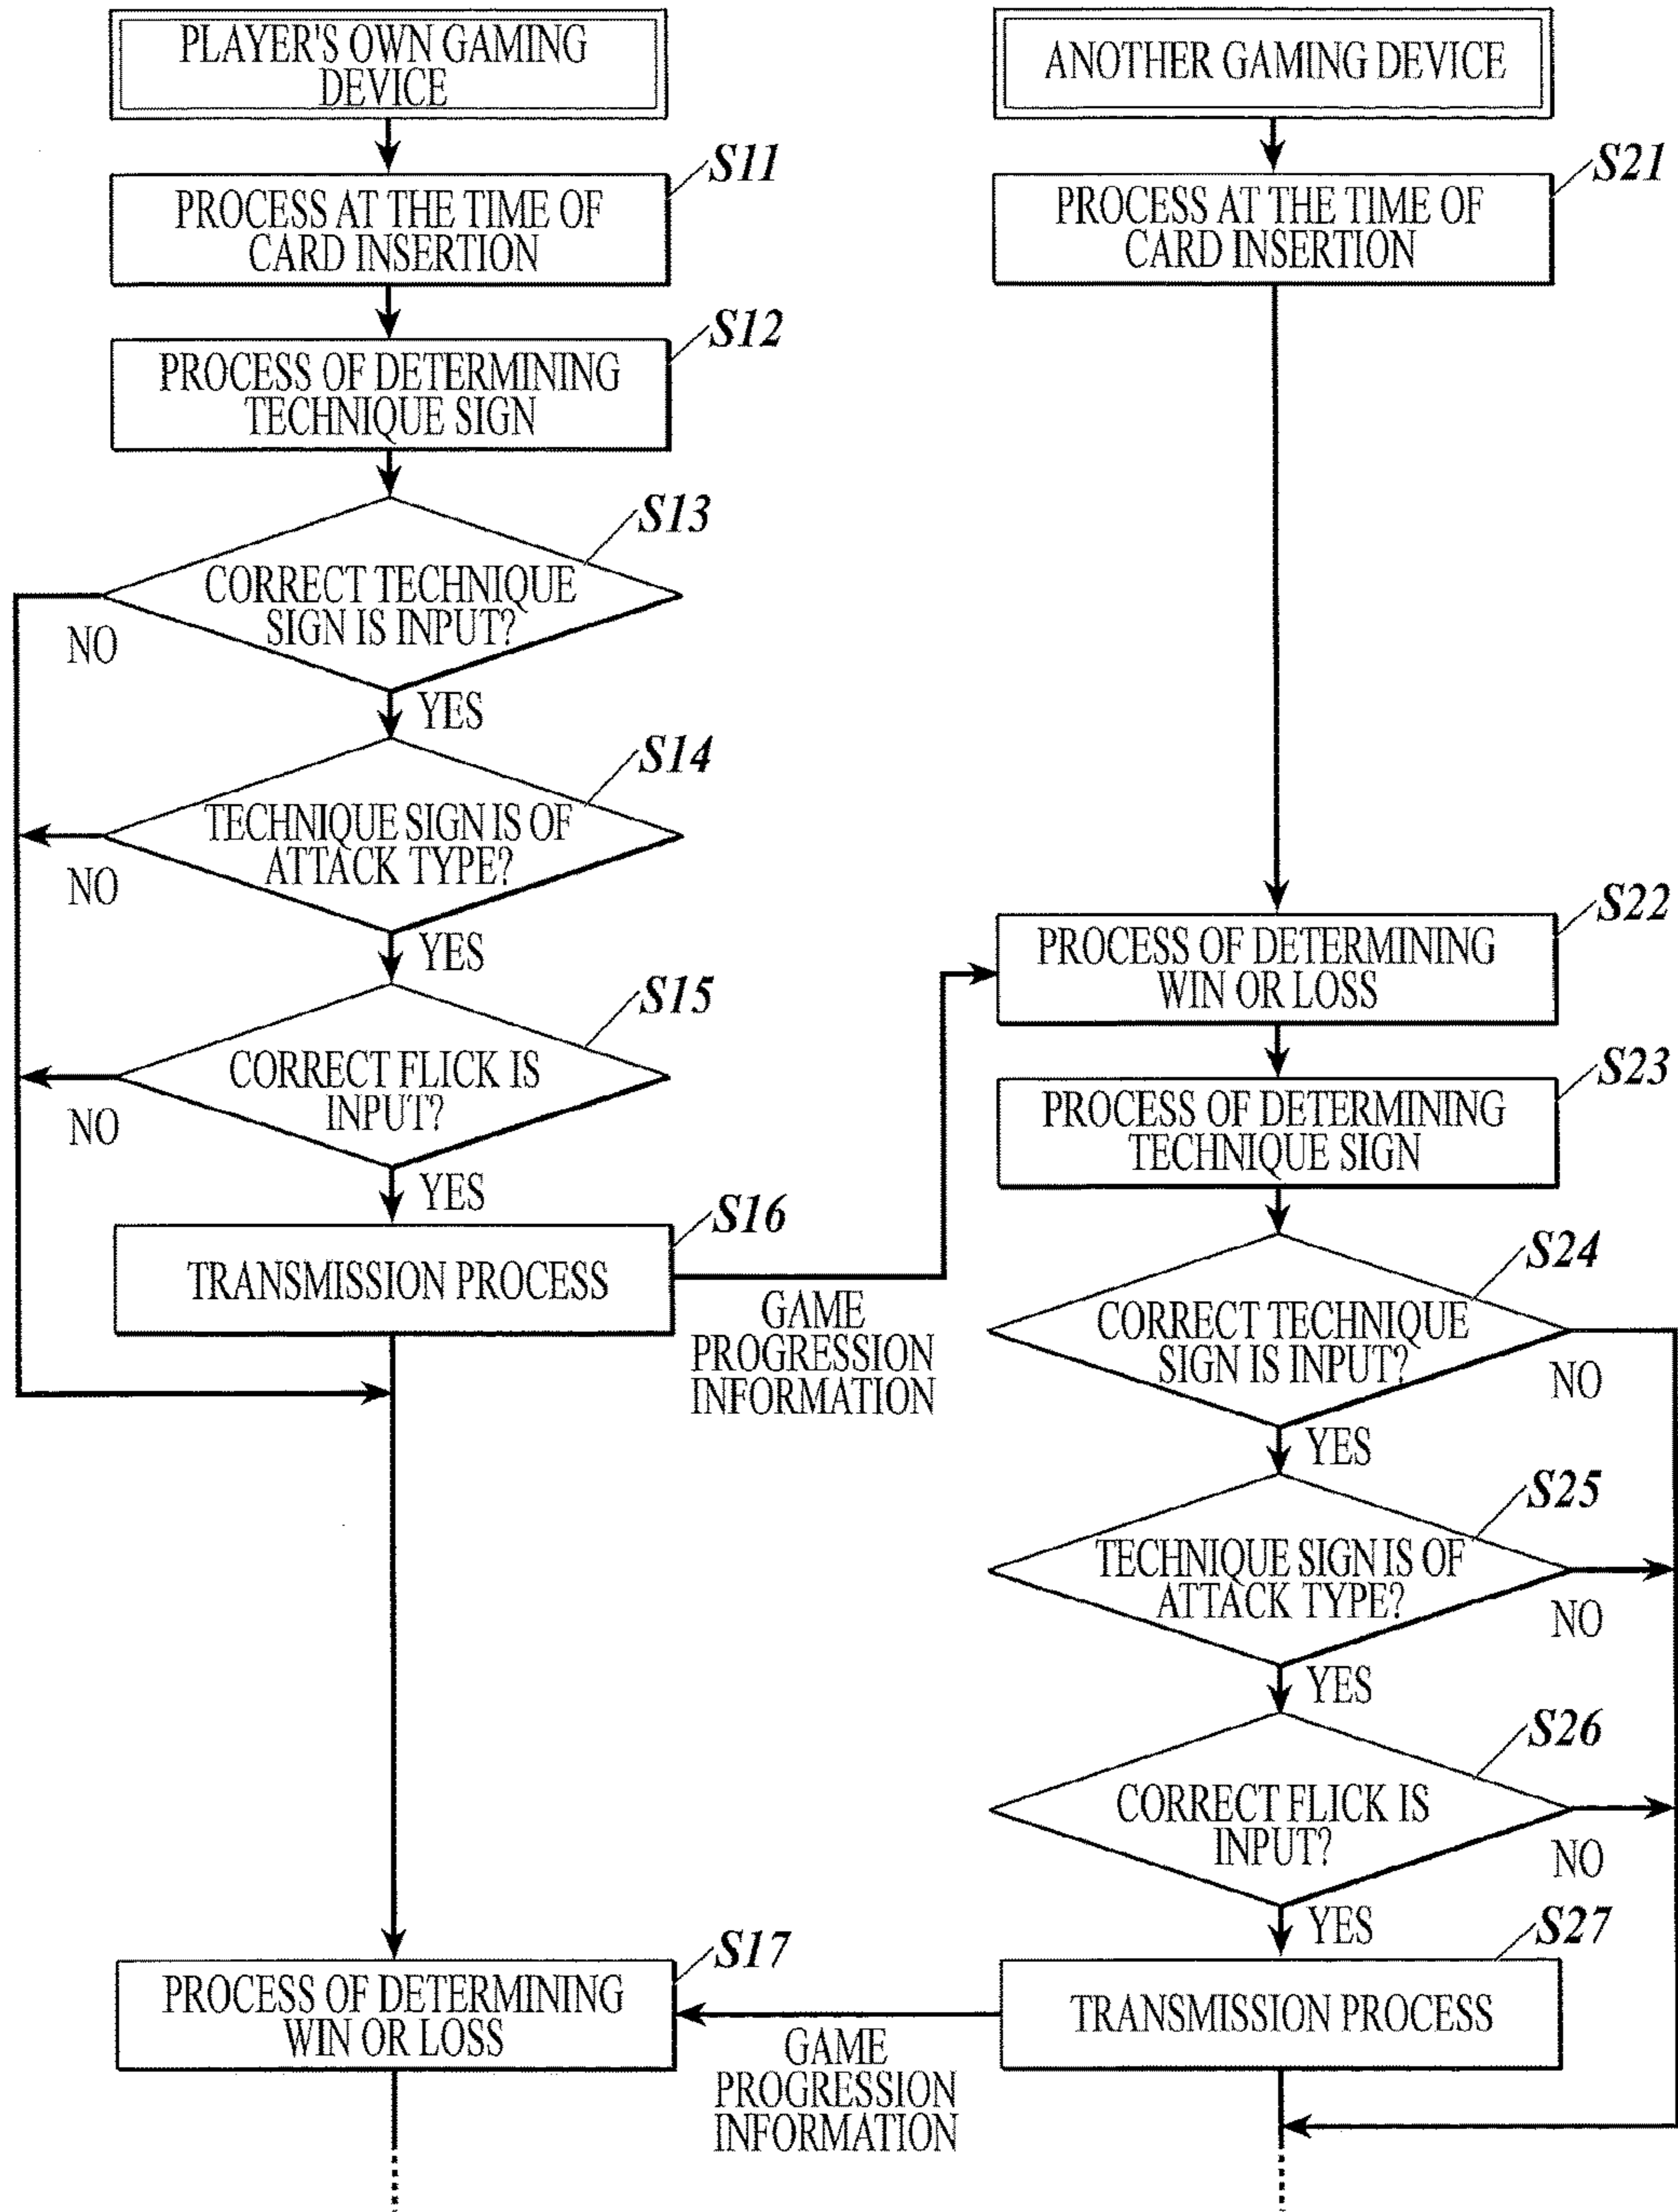 PLAYER'S OWN GAMING
DEVICE
S11
PROCESS AT THE TIME OF
CARD INSERTION
S12
PROCESS OF DETERMINING
TECHNIQUE SIGN
S13
CORRECT TECHNIQUE
SIGN IS INPUT?
NO
YES
S14
TECHNIQUE SIGN IS OF
ATTACK TYPE?
NO
YES
S15
CORRECT FLICK IS
INPUT?
NO
YES
S16
TRANSMISSION PROCESS
GAME
PROGRESSION
INFORMATION
S17
PROCESS OF DETERMINING
WIN OR LOSS
ANOTHER GAMING DEVICE
S21
PROCESS AT THE TIME OF
CARD INSERTION
S22
PROCESS OF DETERMINING
WIN OR LOSS
S23
PROCESS OF DETERMINING
TECHNIQUE SIGN
S24
CORRECT TECHNIQUE
SIGN IS INPUT?
NO
YES
S25
TECHNIQUE SIGN IS OF
ATTACK TYPE?
NO
YES
S26
CORRECT FLICK IS
INPUT?
NO
YES
S27
TRANSMISSION PROCESS
GAME
PROGRESSION
INFORMATION